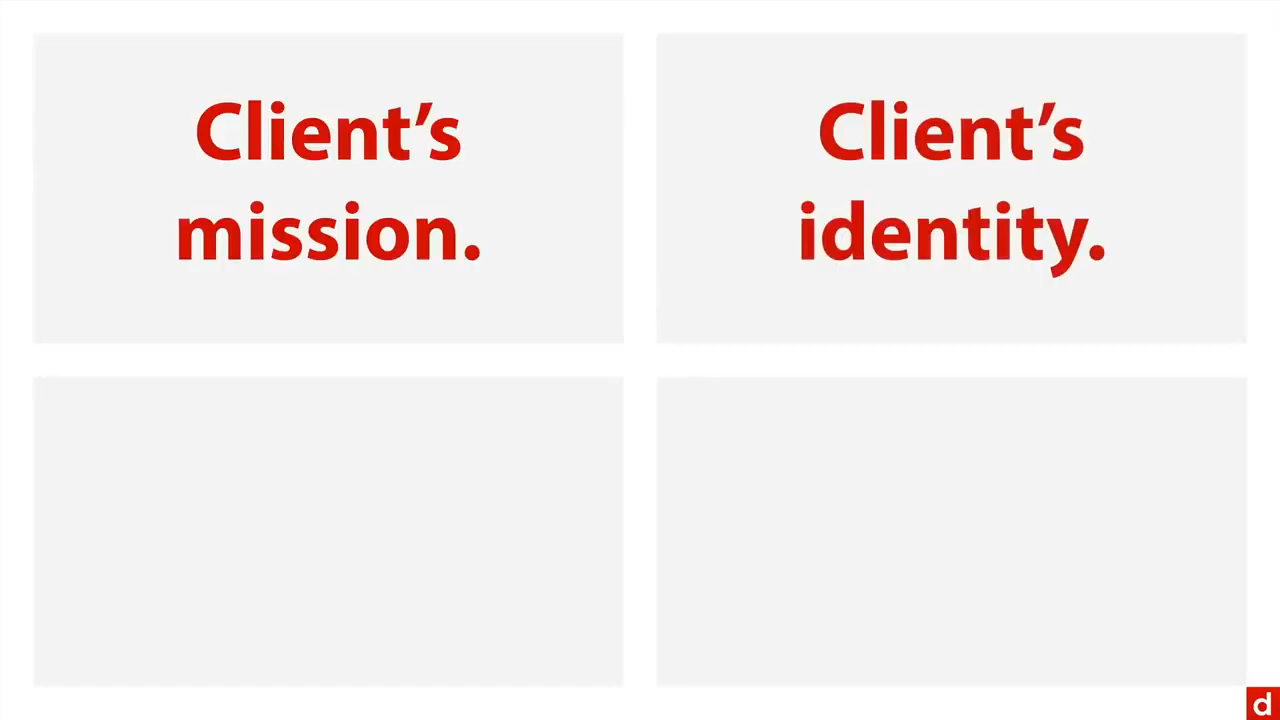 Client’s
mission.
Client’s
identity.
d